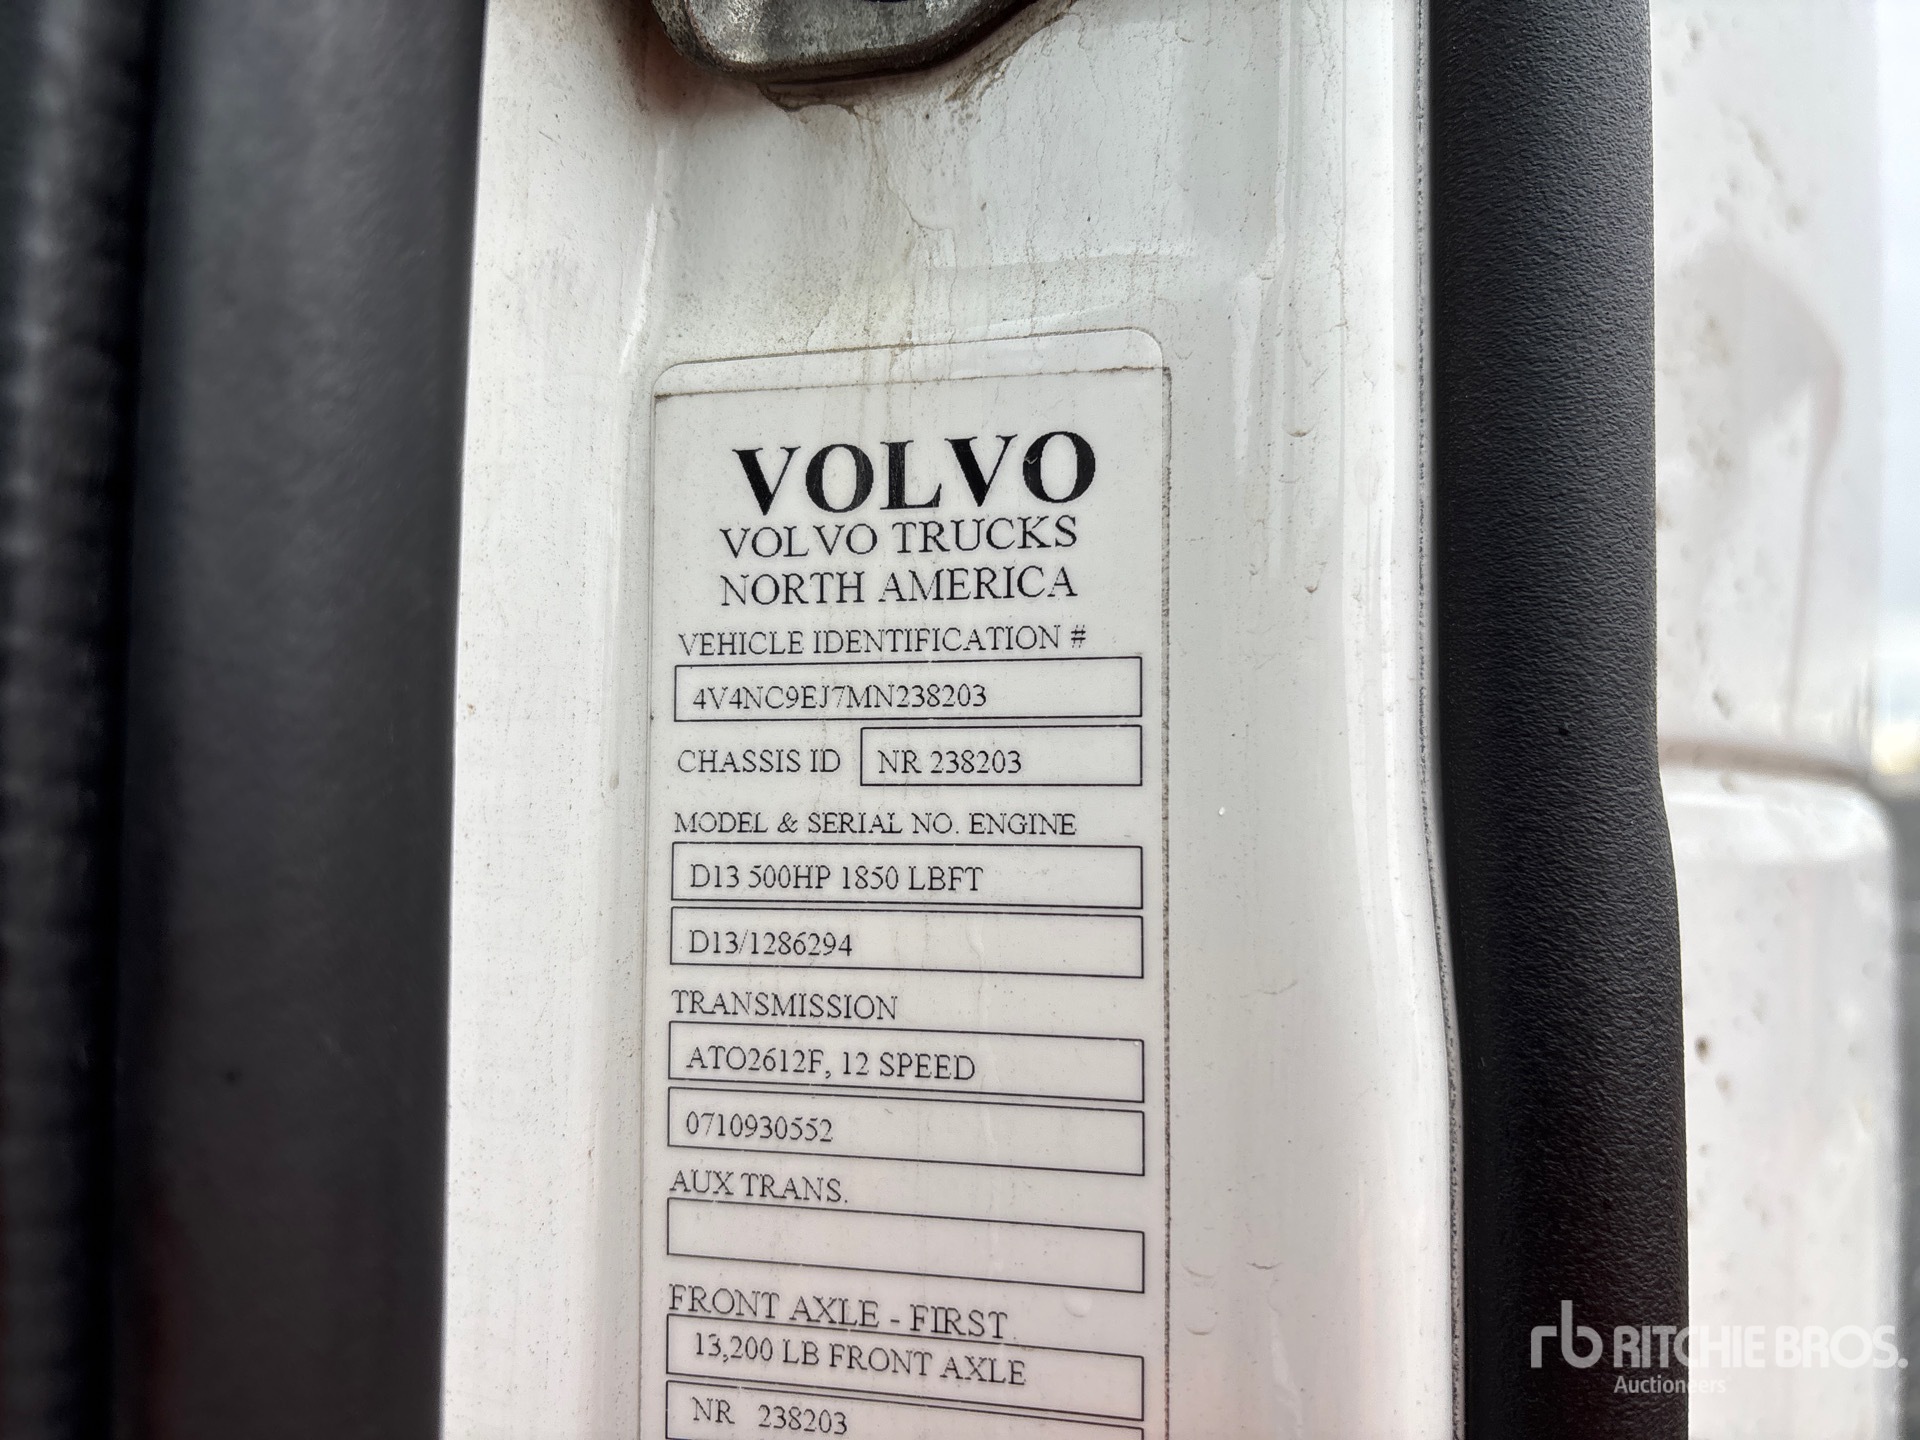 VOLVO
VOLVO TRUCKS
NORTH AMERICA
VEHICLE IDENTIFICATION #
4V4NC9EJ7MN238203
CHASSIS ID NR 238203
MODEL & SERIAL NO. ENGINE
D13 500HP 1850 LBFT
D13/1286294
TRANSMISSION
ATO2612F, 12 SPEED
0710930552
AUX TRANS.
FRONT AXLE - FIRST
13,200 LB FRONT AXLE
NR 238203
rb RITCHIE BROS.
Auctioneers